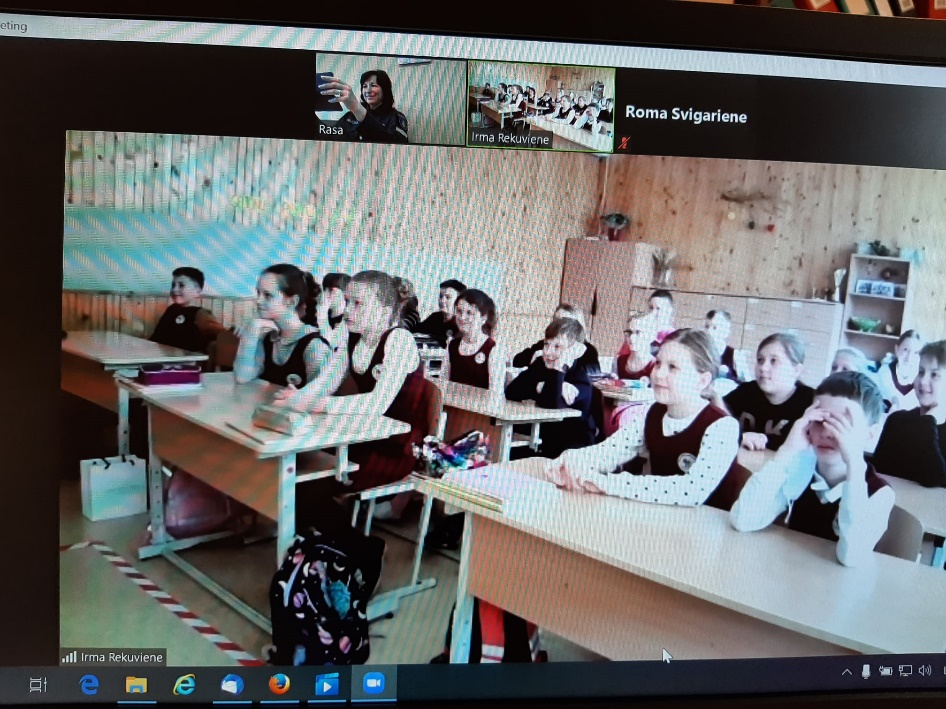 eting
Rasa
Irma Rekuviene
Roma Svigariene
Irma Rekuviene